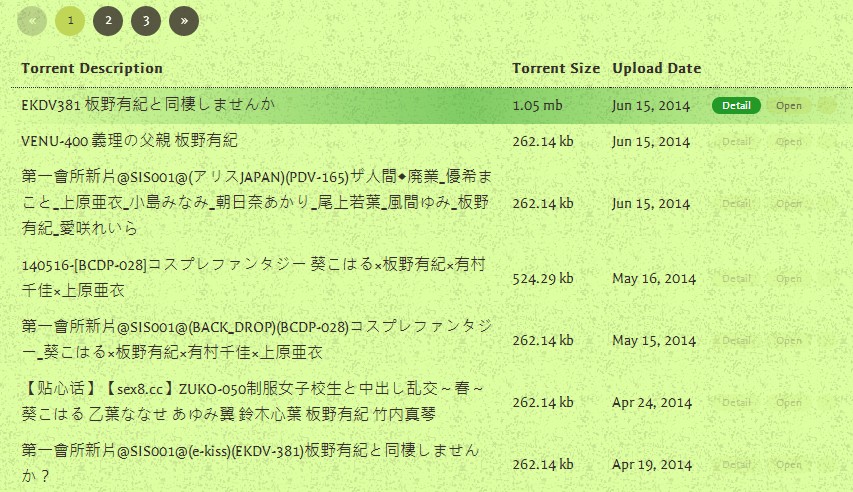 « 1 2 3 »
Torrent Description Torrent Size Upload Date
EKDV381 板野有紀と同棲しませんか 1.05 mb Jun 15, 2014 Detail Open
VENU-400 義理の父親 板野有紀 262.14 kb Jun 15, 2014 Detail Open
第一會所新片@SIS001@(アリスJAPAN)(PDV-165)ザ人間◆廃業_優希ま
こと_上原亜衣_小島みなみ_朝日奈あかり_尾上若葉_風間ゆみ_板野 262.14 kb Jun 15, 2014 Detail Open
有紀_愛咲れいら
140516-[BCDP-028]コスプレファンタジー 葵こはる×板野有紀×有村
千佳×上原亜衣 524.29 kb May 16, 2014 Detail Open
第一會所新片@SIS001@(BACK_DROP)(BCDP-028)コスプレファンタジ
ー_葵こはる×板野有紀×有村千佳×上原亜衣 262.14 kb May 15, 2014 Detail Open
【贴心话】【sex8.cc】ZUKO-050制服女子校生と中出し乱交～春～
葵こはる 乙葉ななせ あゆみ翼 鈴木心葉 板野有紀 竹内真琴 262.14 kb Apr 24, 2014 Detail Open
第一會所新片@SIS001@(e-kiss)(EKDV-381)板野有紀と同棲しません
か？ 262.14 kb Apr 19, 2014 Detail Open